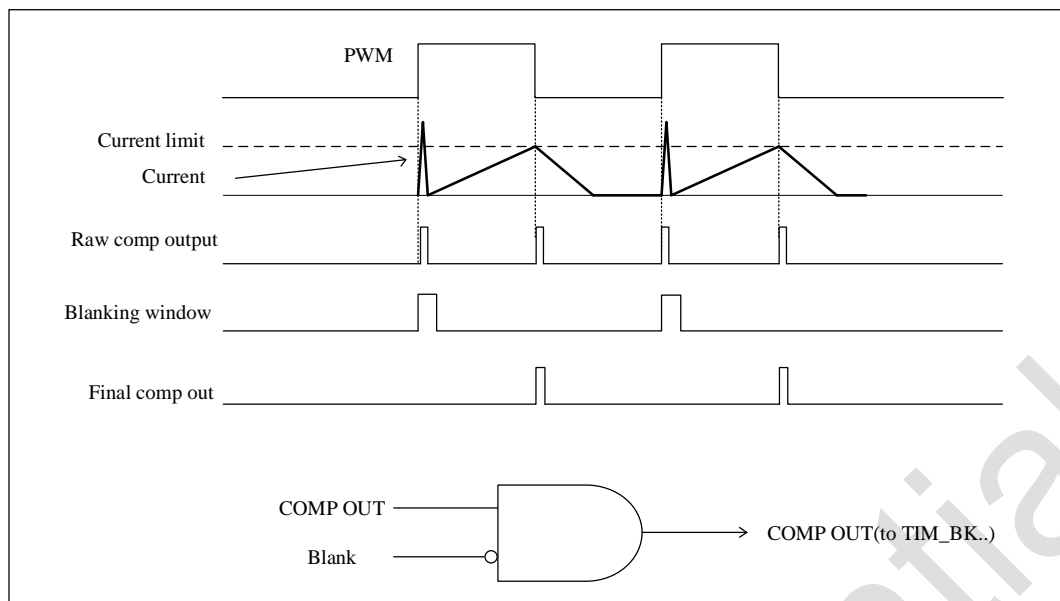 PWM
Current limit
Current
Raw comp output
Blanking window
Final comp out
COMP OUT
COMP OUT(to TIM_BK..)
Blank